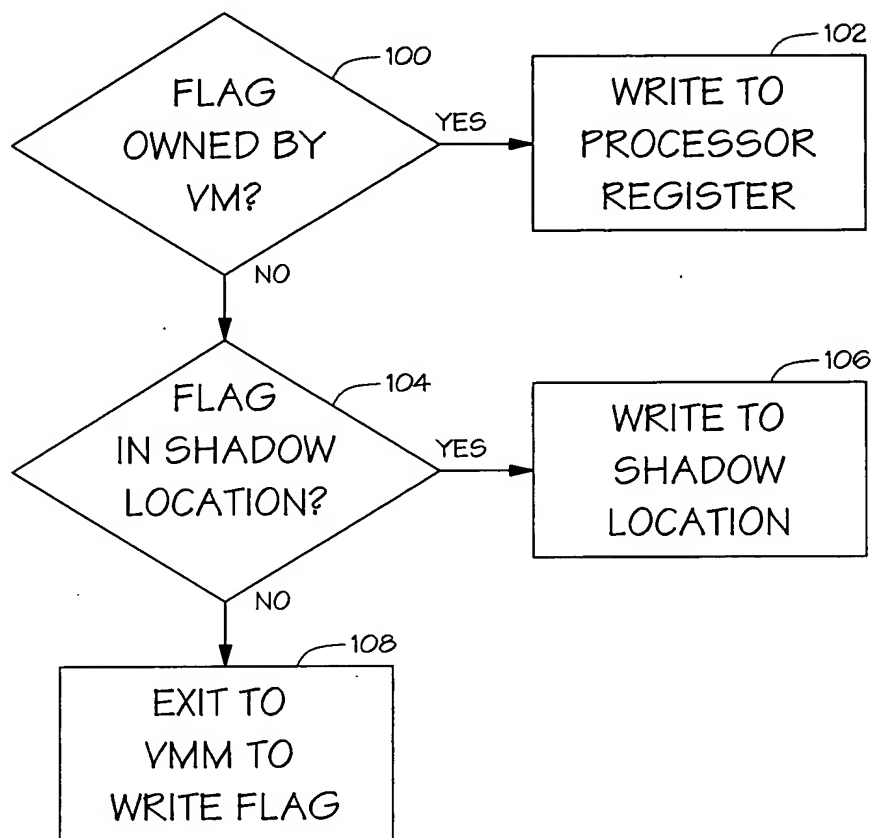 100
FLAG
OWNED BY
VM?
YES
102
WRITE TO
PROCESSOR
REGISTER
NO
104
FLAG
IN SHADOW
LOCATION?
YES
106
WRITE TO
SHADOW
LOCATION
NO
108
EXIT TO
VMM TO
WRITE FLAG